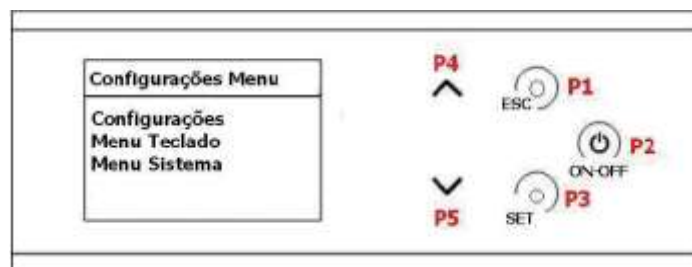 Configurações Menu
Configurações
Menu Teclado
Menu Sistema
P4
P5
ESC
P1
ON-OFF
P2
SET
P3